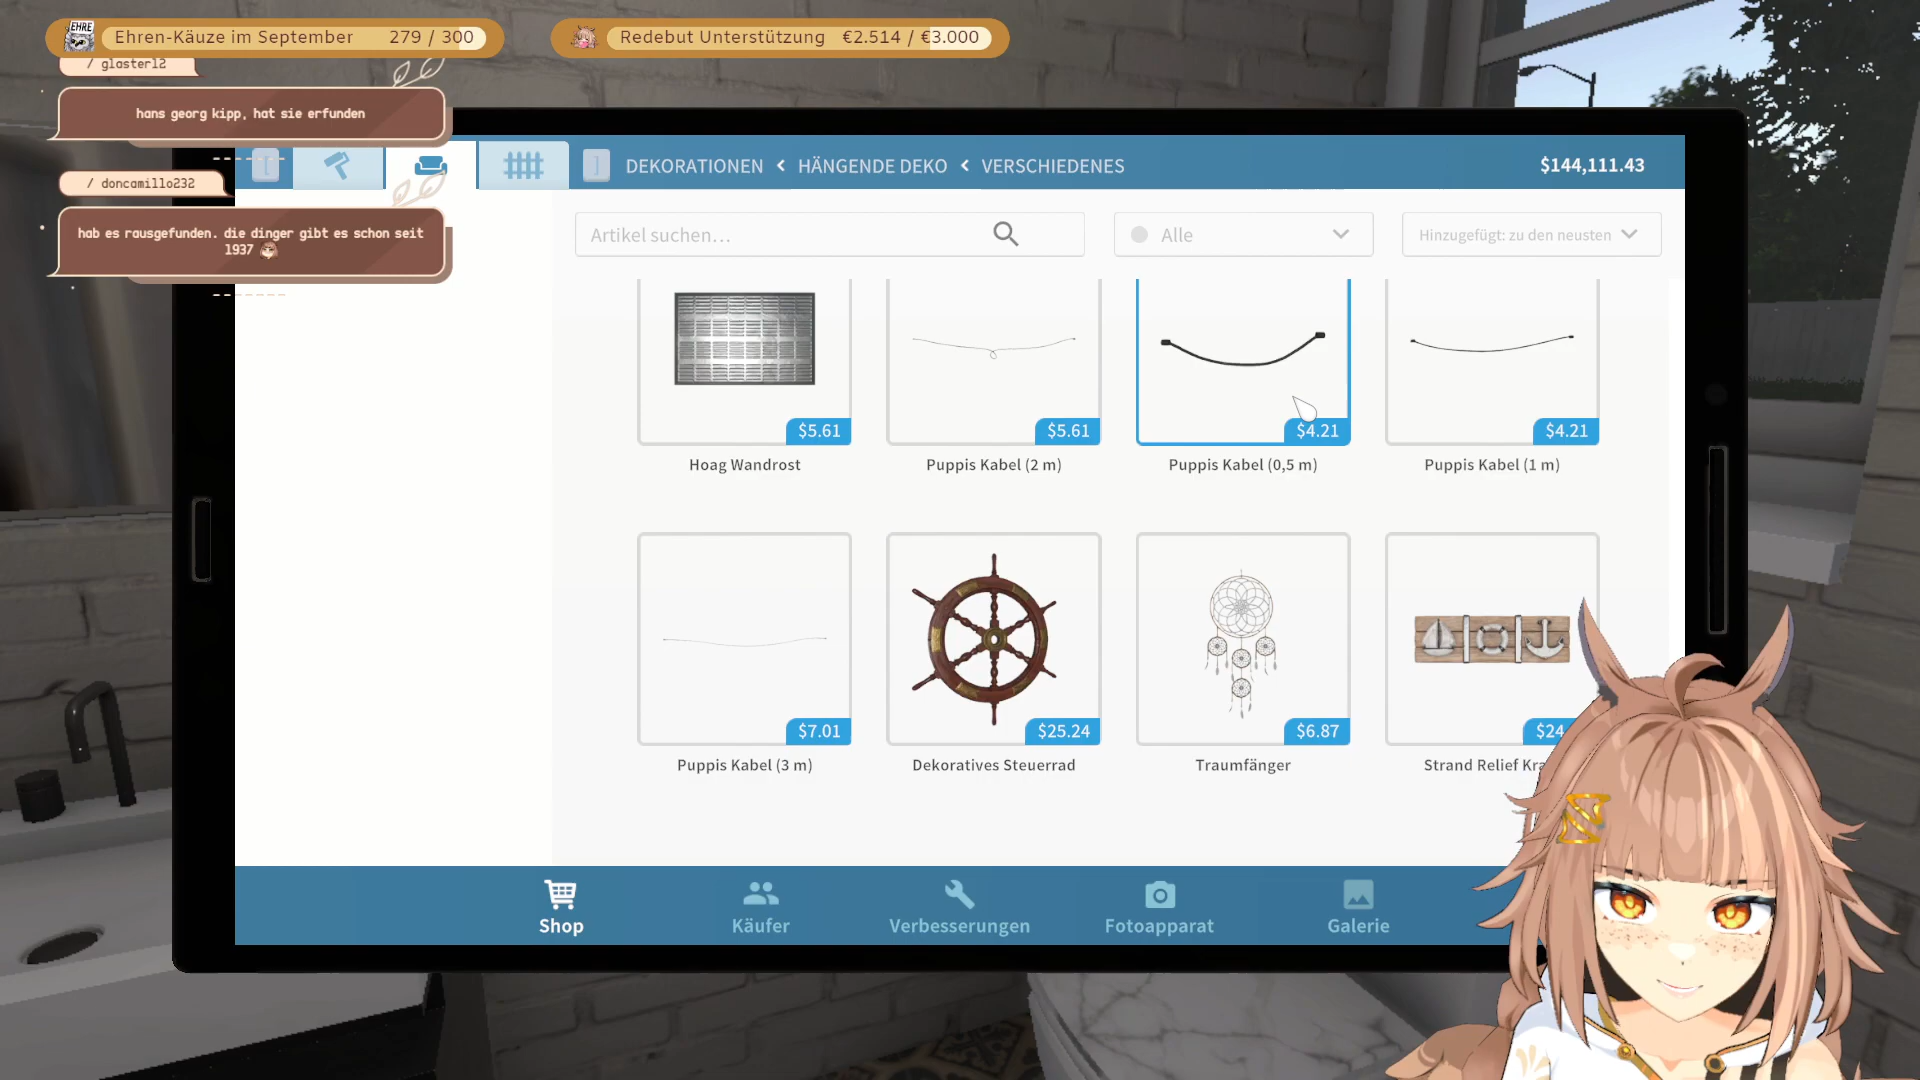 EHRE
Ehren-Käuze im September 279 / 300
Redebut Unterstützung €2.514 / €3.000
/ glaster12
hans georg kipp, hat sie erfunden
/ doncamillo232
hab es rausgefunden. die dinger gibt es schon seit
1937
[
]
DEKORATIONEN < HÄNGENDE DEKO < VERSCHIEDENES
$144,111.43
Artikel suchen...
Alle
Hinzugefügt: zu den neusten
$5.61
$5.61
$4.21
$4.21
Hoag Wandrost
Puppis Kabel (2 m)
Puppis Kabel (0,5 m)
Puppis Kabel (1 m)
$7.01
$25.24
$6.87
$24
Puppis Kabel (3 m)
Dekoratives Steuerrad
Traumfänger
Strand Relief
Shop
Käufer
Verbesserungen
Fotoapparat
Galerie